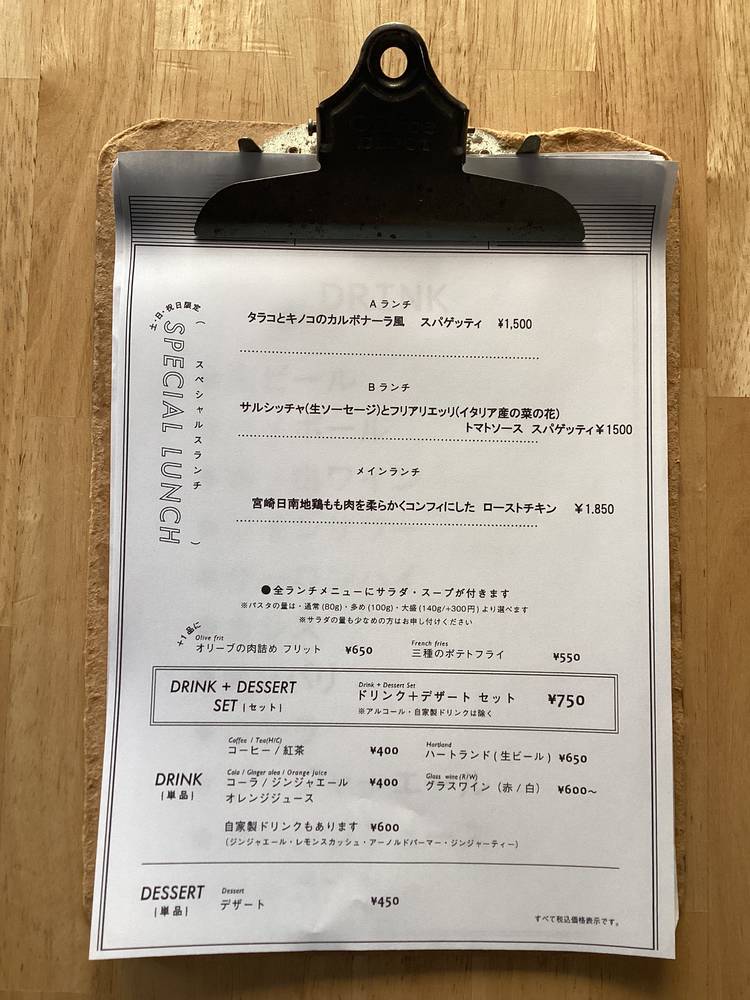 土・日・祝日限定
SPECIAL LUNCH
(スペシャルスランチ)
Aランチ
タラコとキノコのカルボナーラ風 スパゲッティ ¥1,500
Bランチ
サルシッチャ(生ソーセージ)とフリアリエッリ(イタリア産の菜の花)
トマトソース スパゲッティ¥1500
メインランチ
宮崎日南地鶏もも肉を柔らかくコンフィにした ローストチキン ¥1.850
●全ランチメニューにサラダ・スープが付きます
※パスタの量は・通常(80g)・多め(100g)・大盛(140g/+300円)より選べます
※サラダの量も少なめの方はお申し付けください
+1品に
Olive frit
オリーブの肉詰め フリット ¥650
French fries
三種のポテトフライ ¥550
DRINK + DESSERT
SET [セット]
Drink + Dessert Set
ドリンク+デザート セット ¥750
※アルコール・自家製ドリンクは除く
DRINK
[単品]
Coffee / Tea(H/C)
コーヒー/紅茶 ¥400
Hartland
ハートランド(生ビール) ¥650
Cola / Ginger alea / Orange juice
コーラ/ジンジャエール ¥400
オレンジジュース
Glass wine(R/W)
グラスワイン(赤/白) ¥600～
自家製ドリンクもあります ¥600
(ジンジャエール・レモンスカッシュ・アーノルドパーマー・ジンジャーティー)
DESSERT
[単品]
Dessert
デザート ¥450
すべて税込価格表示です。